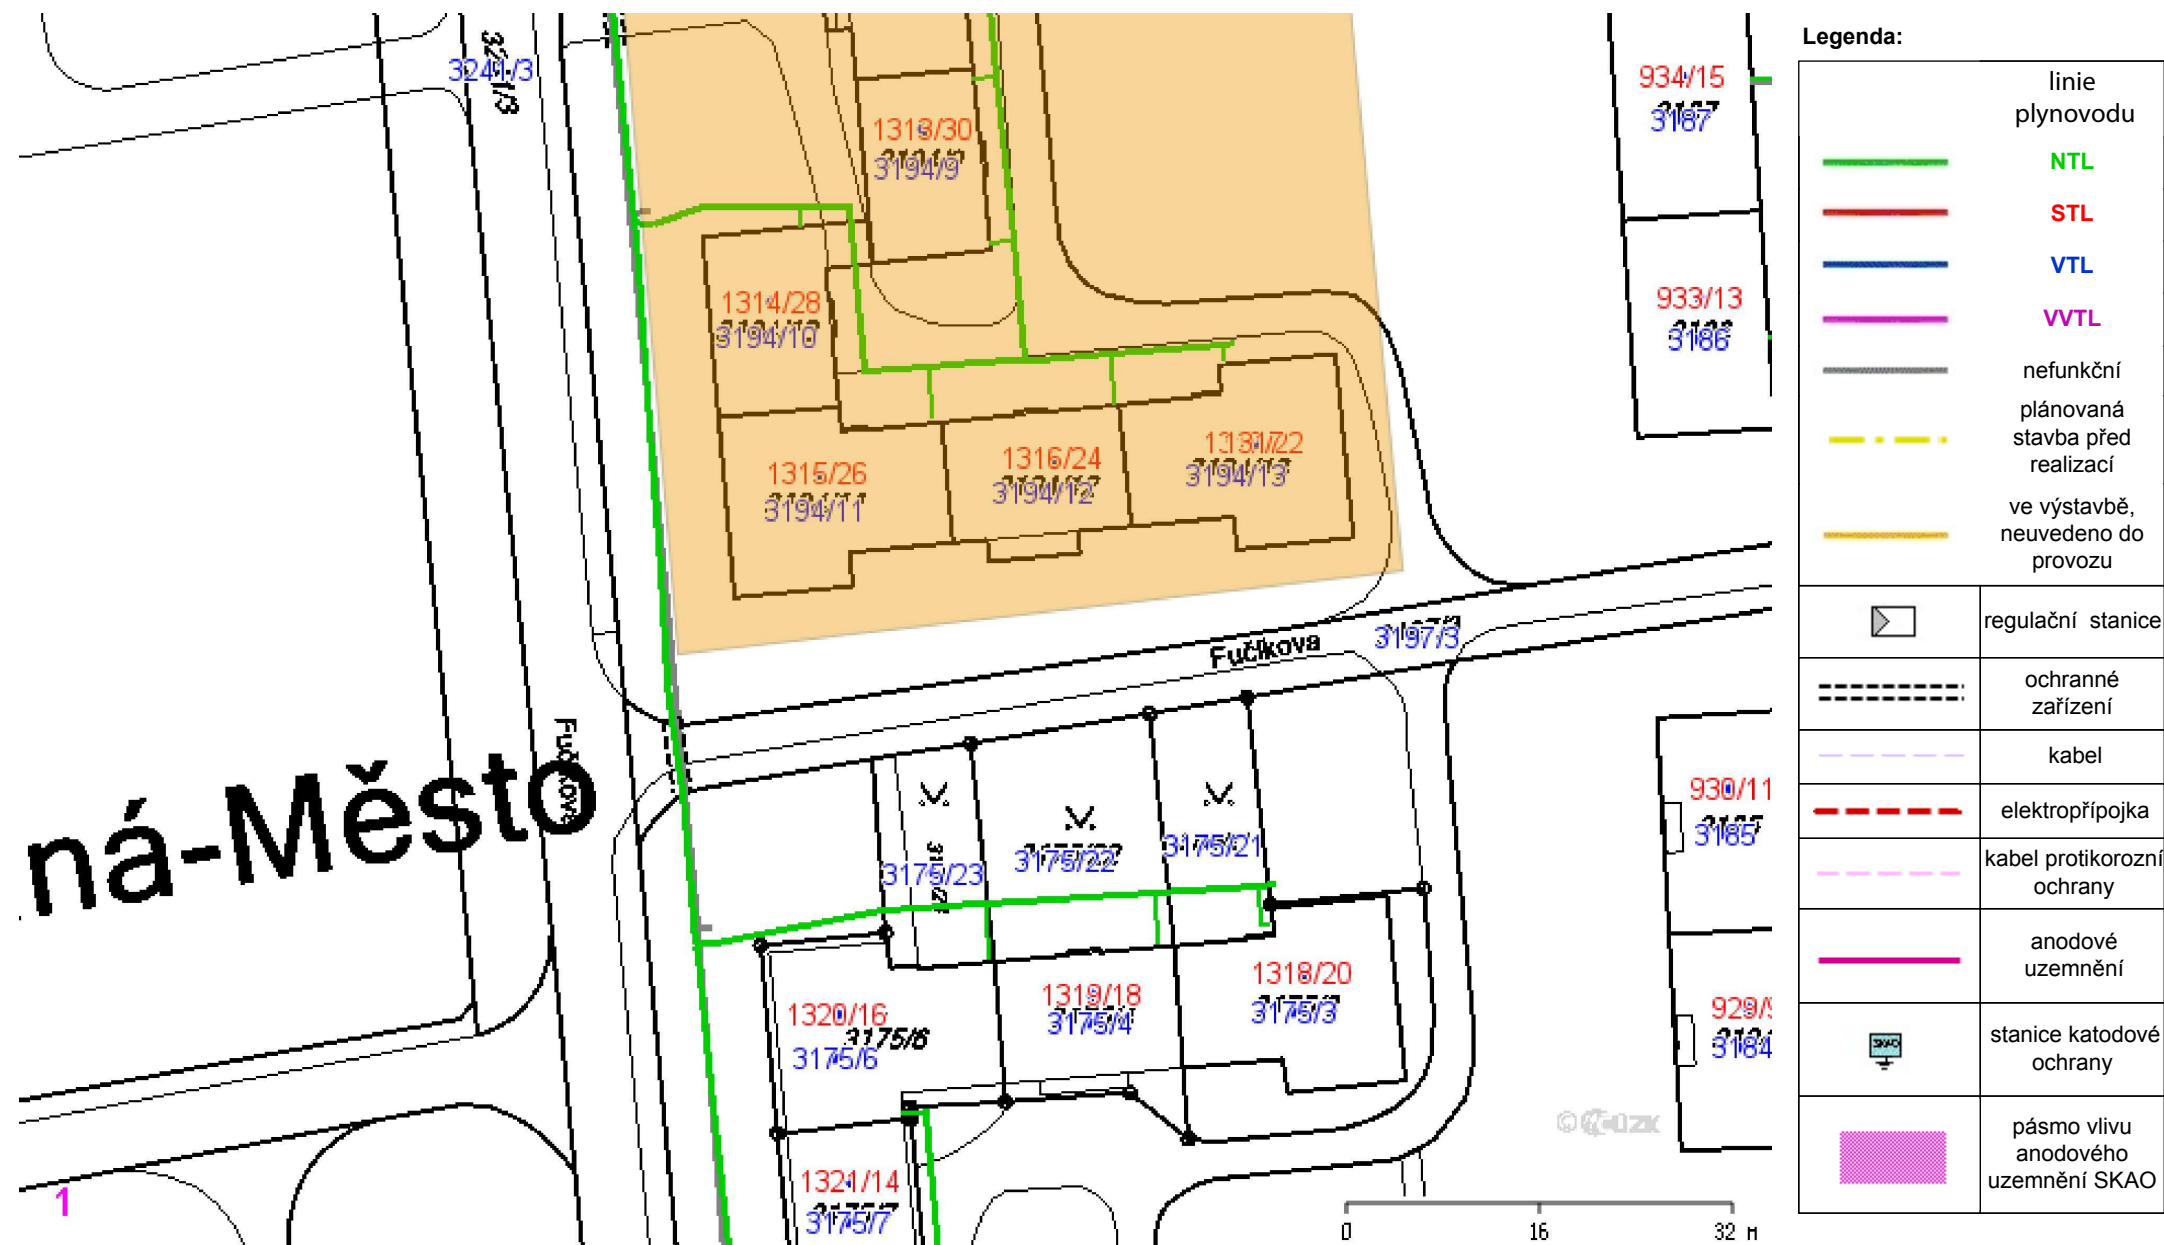 3241/3
3241/3
1313/30
3194/9
1314/28
3194/10
1315/26
3194/11
1316/24
3194/12
3194/13
934/15
3187
933/13
3186
Fučíkova
3197/3
Fučíkova
ná-Město
3175/23
3175/22
3175/21
930/11
3185
1320/16
3175/6
3175/6
1319/18
3175/4
1318/20
3175/3
3184
1321/14
3175/7
1
0 16 32 M
Legenda:
linie
plynovodu
NTL
STL
VTL
VVTL
nefunkční
plánovaná
stavba před
realizací
ve výstavbě,
neuvedeno do
provozu
regulační stanice
ochranné
zařízení
kabel
elektropřípojka
kabel protikorozní
ochrany
anodové
uzemnění
SKAO
stanice katodové
ochrany
pásmo vlivu
anodového
uzemnění SKAO